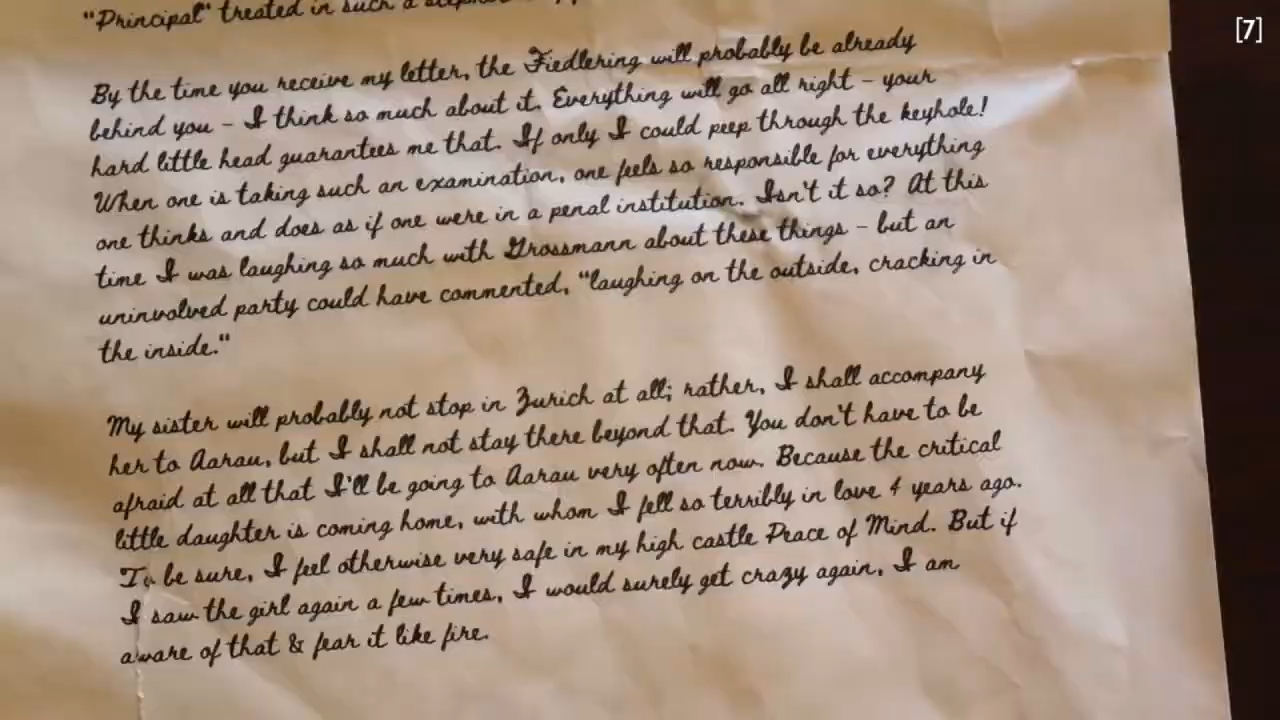 [7]
"Principal" treated in such a
By the time you receive my letter, the Fiedlering will probably be already
behind you – I think so much about it. Everything will go all right – your
hard little head guarantees me that. If only I could peep through the keyhole!
When one is taking such an examination, one feels so responsible for everything
one thinks and does as if one were in a penal institution. Isn't it so? At this
time I was laughing so much with Grossmann about these things – but an
uninvolved party could have commented, "laughing on the outside, cracking in
the inside."
My sister will probably not stop in Zurich at all; rather, I shall accompany
her to Aarau, but I shall not stay there beyond that. You don't have to be
afraid at all that I'll be going to Aarau very often now. Because the critical
little daughter is coming home, with whom I fell so terribly in love 4 years ago.
To be sure, I feel otherwise very safe in my high castle Peace of Mind. But if
I saw the girl again a few times, I would surely get crazy again, I am
aware of that & fear it like fire.